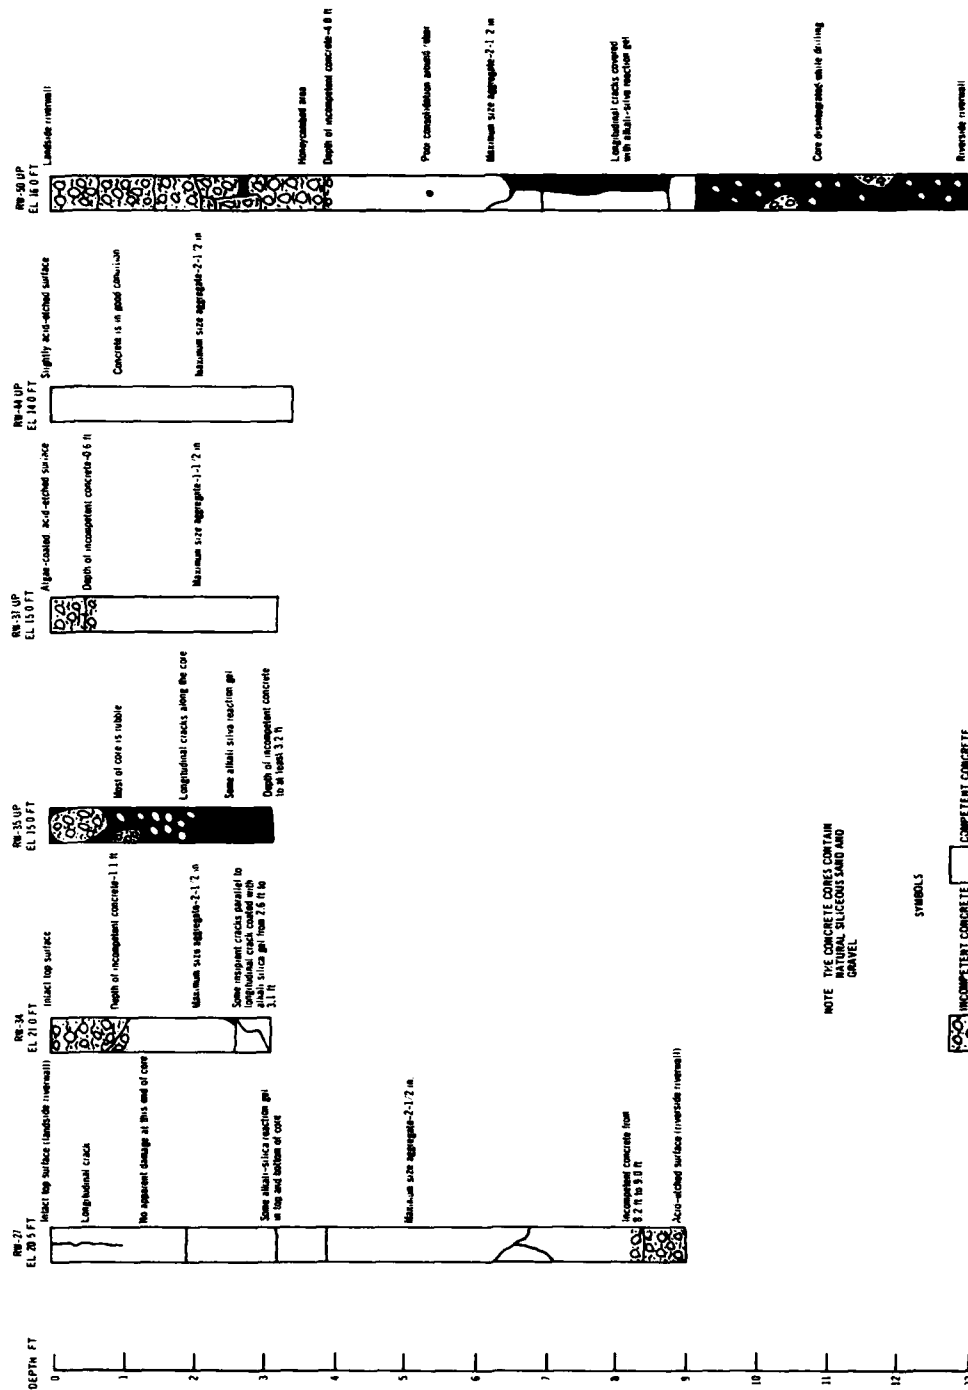 DEPTH FT
0
1
2
3
4
5
6
7
8
9
10
11
12
13
RW-27
EL 20 5 FT
Intact top surface (landside riverwall)
Longitudinal crack
No apparent damage at this end of core
Some alkali-silica reaction gel
in top and bottom of core
Maximum size aggregate-2-1/2 in
Incompetent concrete from
8.2 ft to 9.0 ft
Acid-etched surface (riverside riverwall)
RW-34
EL 21 0 FT
Intact top surface
Depth of incompetent concrete-1 1 ft
Maximum size aggregate-2-1/2 in
Some insipient cracks parallel to
longitudinal crack coated with
alkali silica gel from 2.6 ft to
3.1 ft
RW-35 UP
EL 15 0 FT
Most of core is rubble
Longitudinal cracks along the core
Some alkali silica reaction gel
Depth of incompetent concrete
to at least 3.2 ft
RW-37 UP
EL 15 0 FT
Algae-coated acid-etched surface
Depth of incompetent concrete-0 6 ft
Maximum size aggregate-1-1/2 in
RW-44 UP
EL 14 0 FT
Slightly acid-etched surface
Concrete is in good condition
Maximum size aggregate-2-1/2 in
RW-50 UP
EL 16 0 FT
Landside riverwall
Honeycombed area
Depth of incompetent concrete-4 0 ft
Poor consolidation around rebar
Maximum size aggregate-2-1/2 in
Longitudinal cracks covered
with alkali-silica reaction gel
Core disintegrated while drilling
Riverside riverwall
NOTE THE CONCRETE CORES CONTAIN
NATURAL SILICEOUS SAND AND
GRAVEL
SYMBOLS
INCOMPETENT CONCRETE
COMPETENT CONCRETE